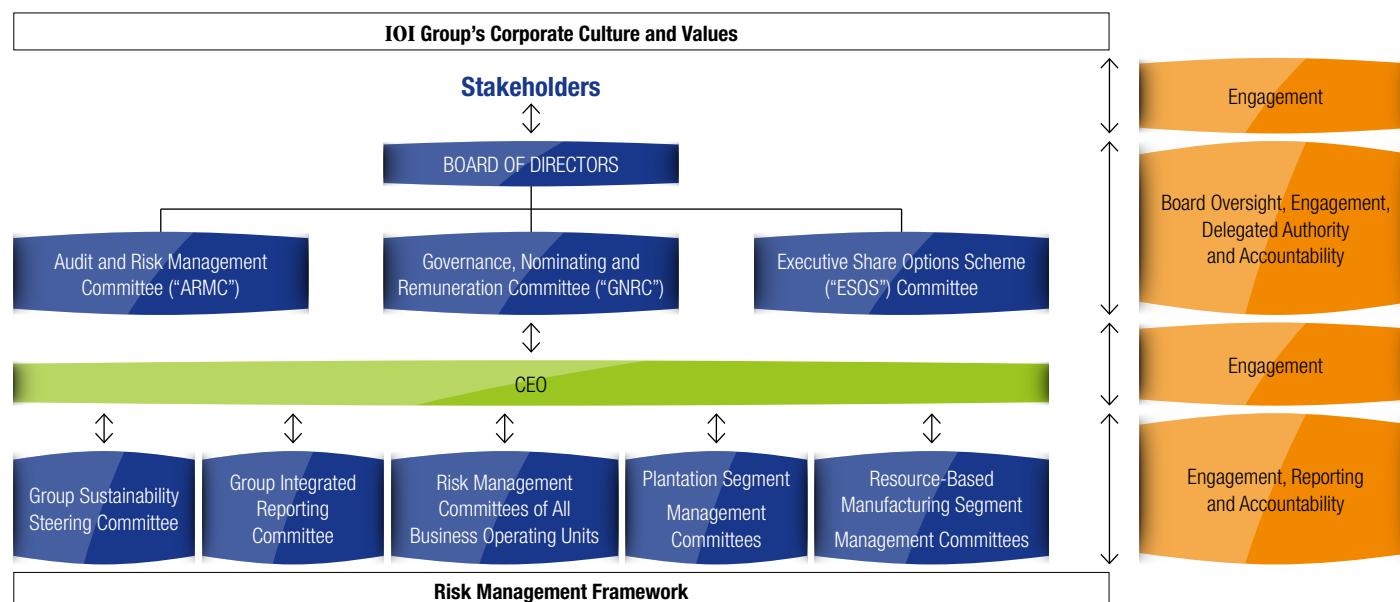 IOI Group’s Corporate Culture and Values
Stakeholders
Engagement
BOARD OF DIRECTORS
Board Oversight, Engagement,
Delegated Authority
and Accountability
Audit and Risk Management
Committee (“ARMC”)
Governance, Nominating and
Remuneration Committee (“GNRC”)
Executive Share Options Scheme
(“ESOS”) Committee
CEO
Engagement
Group Sustainability
Steering Committee
Group Integrated
Reporting
Committee
Risk Management
Committees of All
Business Operating Units
Plantation Segment
Management
Committees
Resource-Based
Manufacturing Segment
Management Committees
Engagement, Reporting
and Accountability
Risk Management Framework